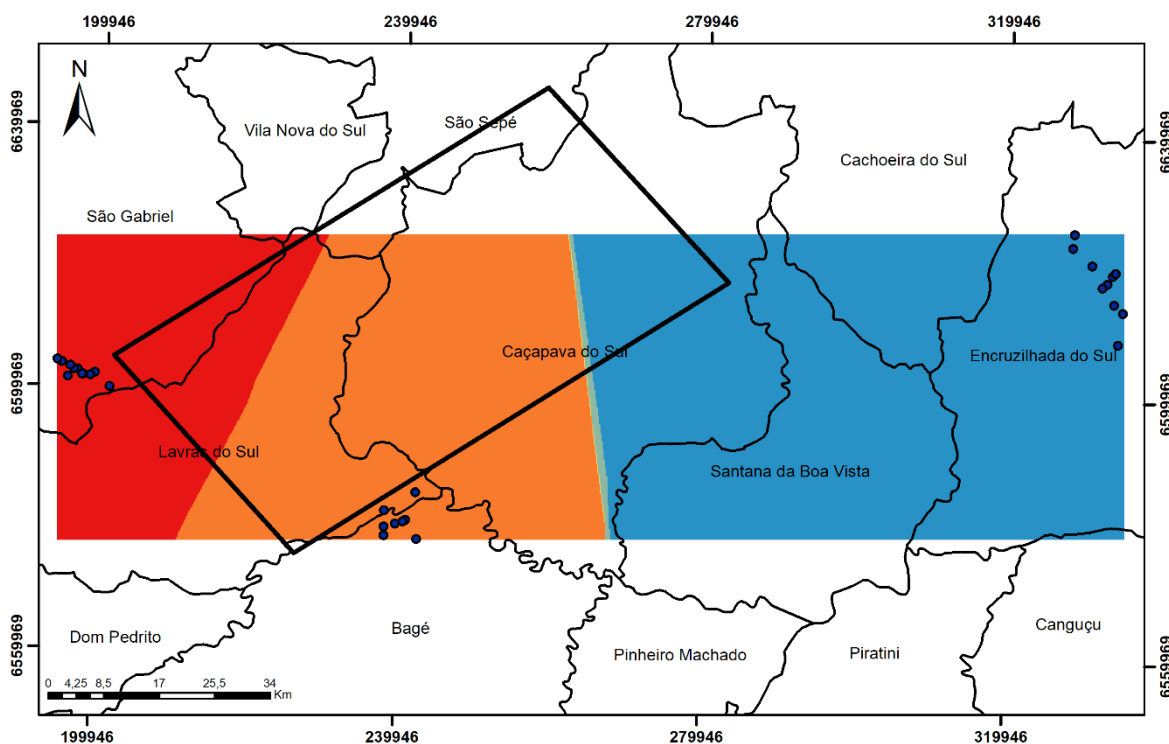 199946 239946 279946 319946
N
6639969
6639969
Vila Nova do Sul
São Sepé
Cachoeira do Sul
São Gabriel
Caçapava do Sul
Encruzilhada do Sul
6599969
6599969
Lavras do Sul
Santana da Boa Vista
Dom Pedrito
Bagé
Pinheiro Machado
Piratini
Canguçu
6559969
6559969
0 4,25 8,5 17 25,5 34
Km
199946 239946 279946 319946